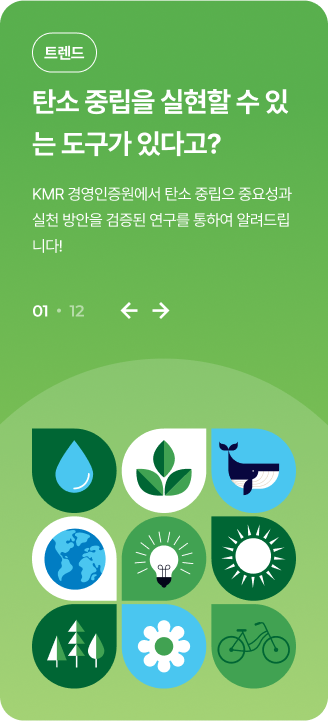 트렌드
탄소 중립을 실현할 수 있
는 도구가 있다고?
KMR 경영인증원에서 탄소 중립으 중요성과
실천 방안을 검증된 연구를 통하여 알려드립
니다!
01 • 12 ← →